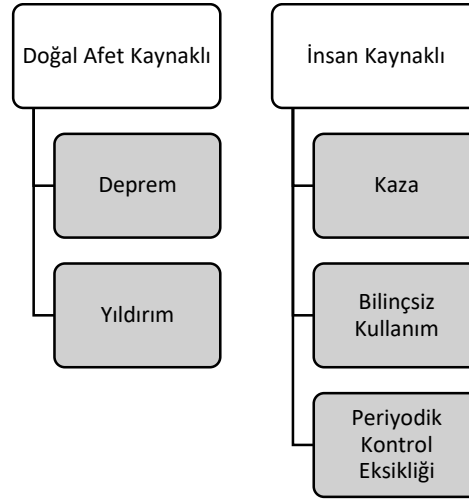 Doğal Afet Kaynaklı
Deprem
Yıldırım
İnsan Kaynaklı
Kaza
Bilinçsiz
Kullanım
Periyodik
Kontrol
Eksikliği